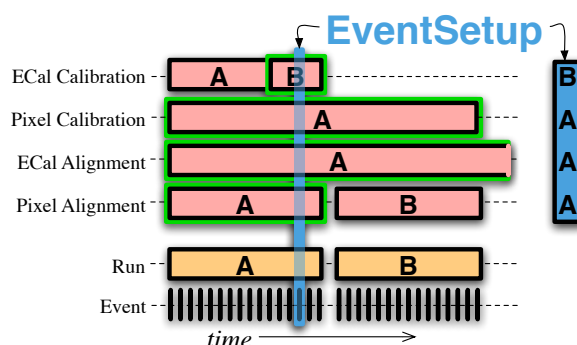 EventSetup
ECal Calibration A B B
Pixel Calibration A A
ECal Alignment A A
Pixel Alignment A B A
Run A B
Event
time